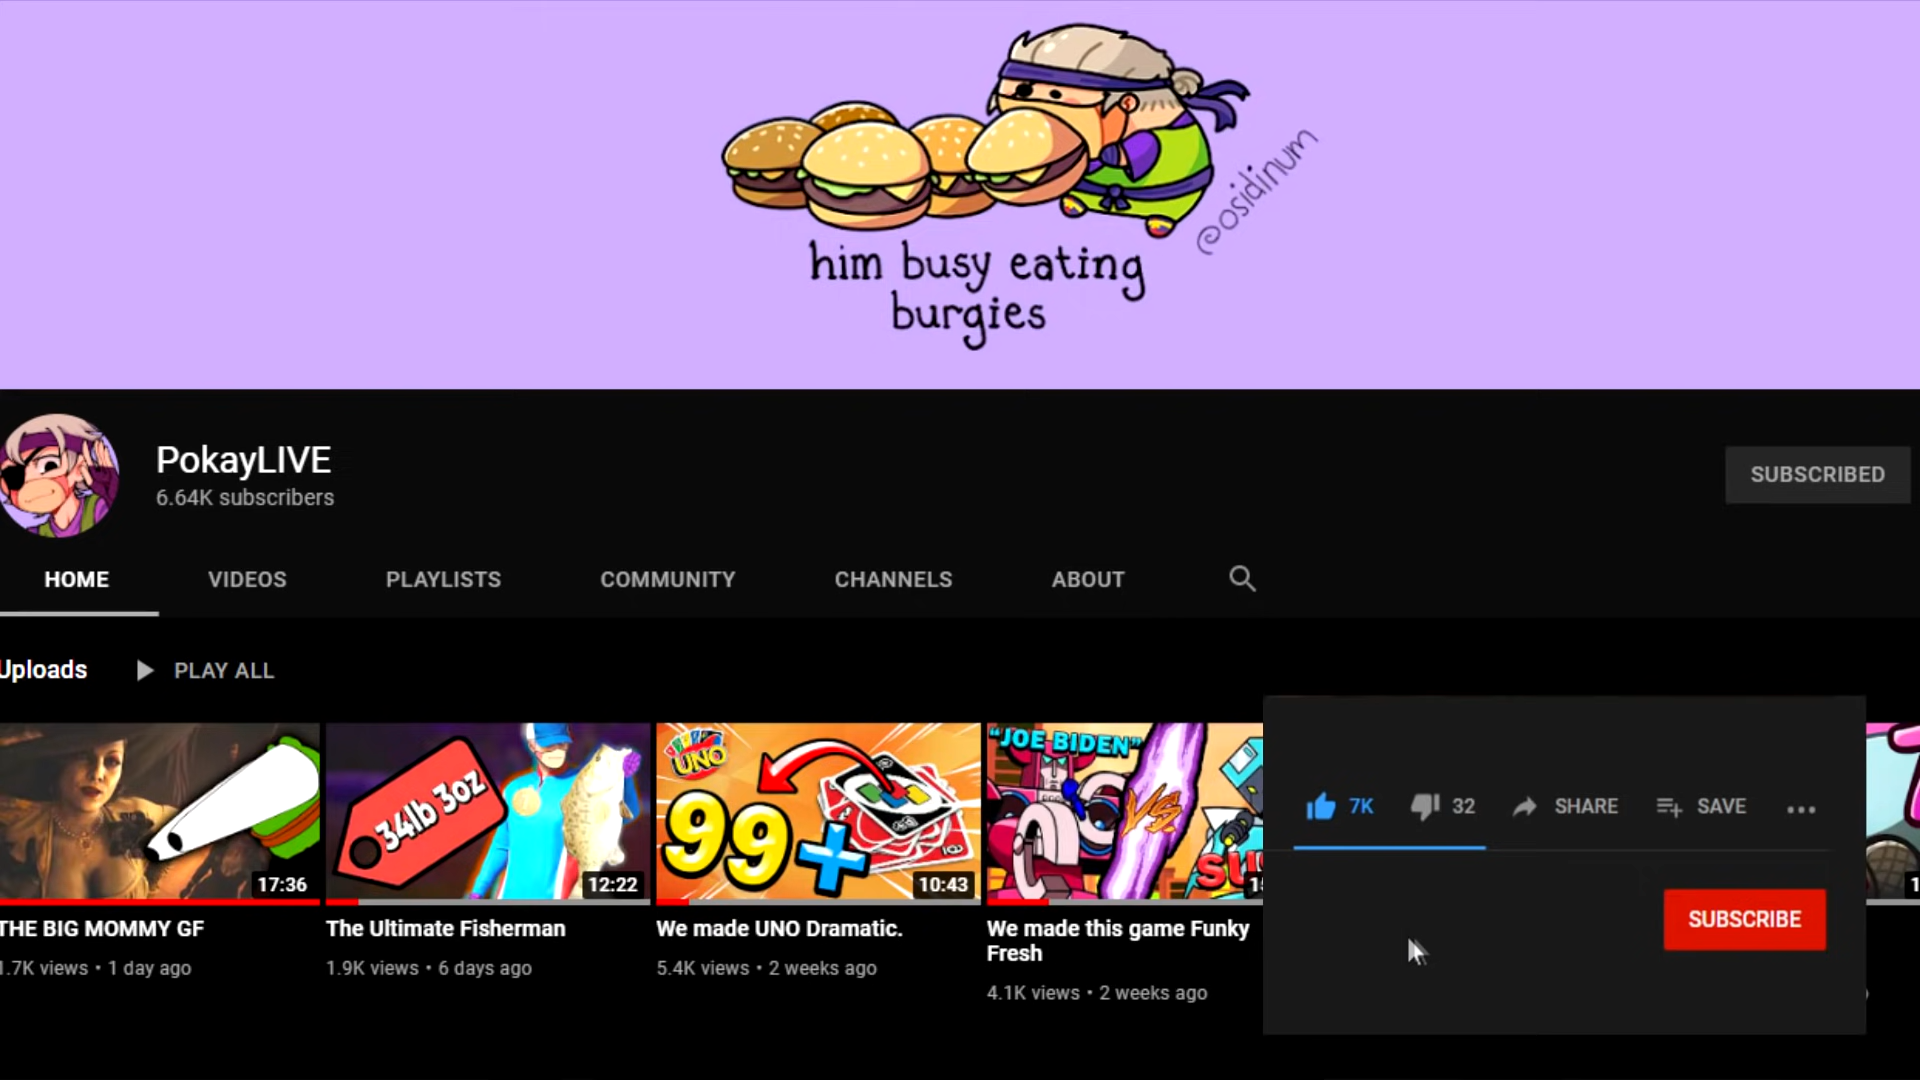 him busy eating
burgies
@osidinum
PokayLIVE
6.64K subscribers
SUBSCRIBED
HOME VIDEOS PLAYLISTS COMMUNITY CHANNELS ABOUT
Uploads PLAY ALL
17:36
34lb 3oz
12:22
UNO
99+
10:43
"JOE BIDEN"
VS.
THE BIG MOMMY GF
1.7K views • 1 day ago
The Ultimate Fisherman
1.9K views • 6 days ago
We made UNO Dramatic.
5.4K views • 2 weeks ago
We made this game Funky
Fresh
4.1K views • 2 weeks ago
7K 32 SHARE SAVE
SUBSCRIBE